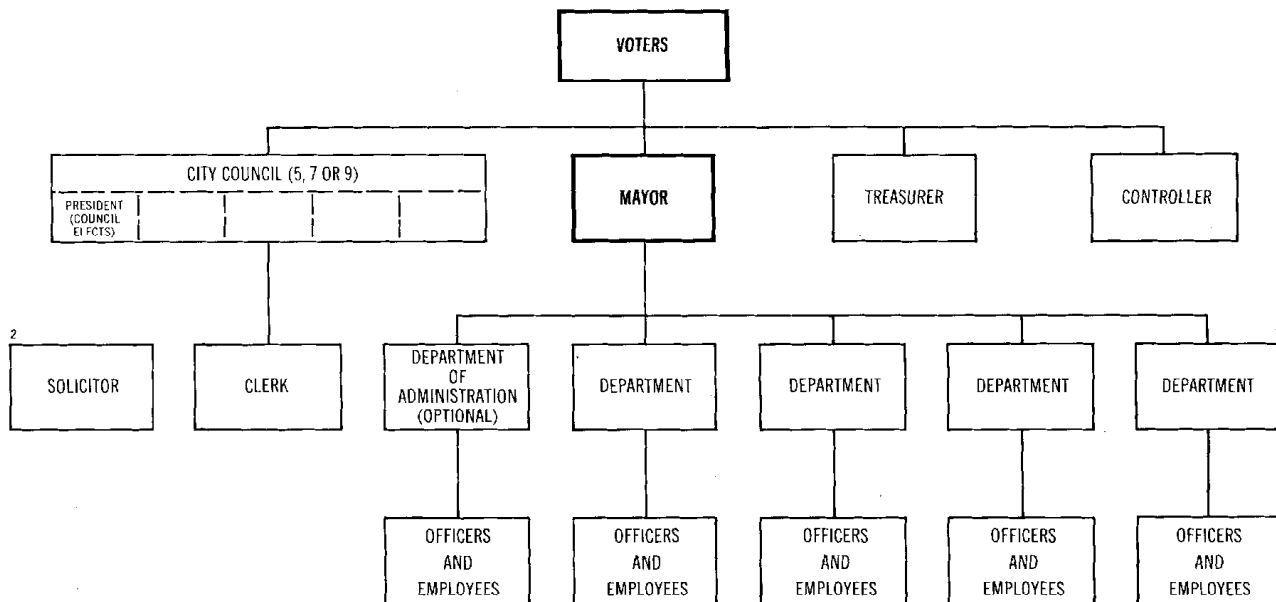 VOTERS
CITY COUNCIL (5, 7 OR 9)
PRESIDENT
(COUNCIL
ELECTS)
MAYOR
TREASURER
CONTROLLER
2
SOLICITOR
CLERK
DEPARTMENT
OF
ADMINISTRATION
(OPTIONAL)
DEPARTMENT
DEPARTMENT
DEPARTMENT
DEPARTMENT
OFFICERS
AND
EMPLOYEES
OFFICERS
AND
EMPLOYEES
OFFICERS
AND
EMPLOYEES
OFFICERS
AND
EMPLOYEES
OFFICERS
AND
EMPLOYEES